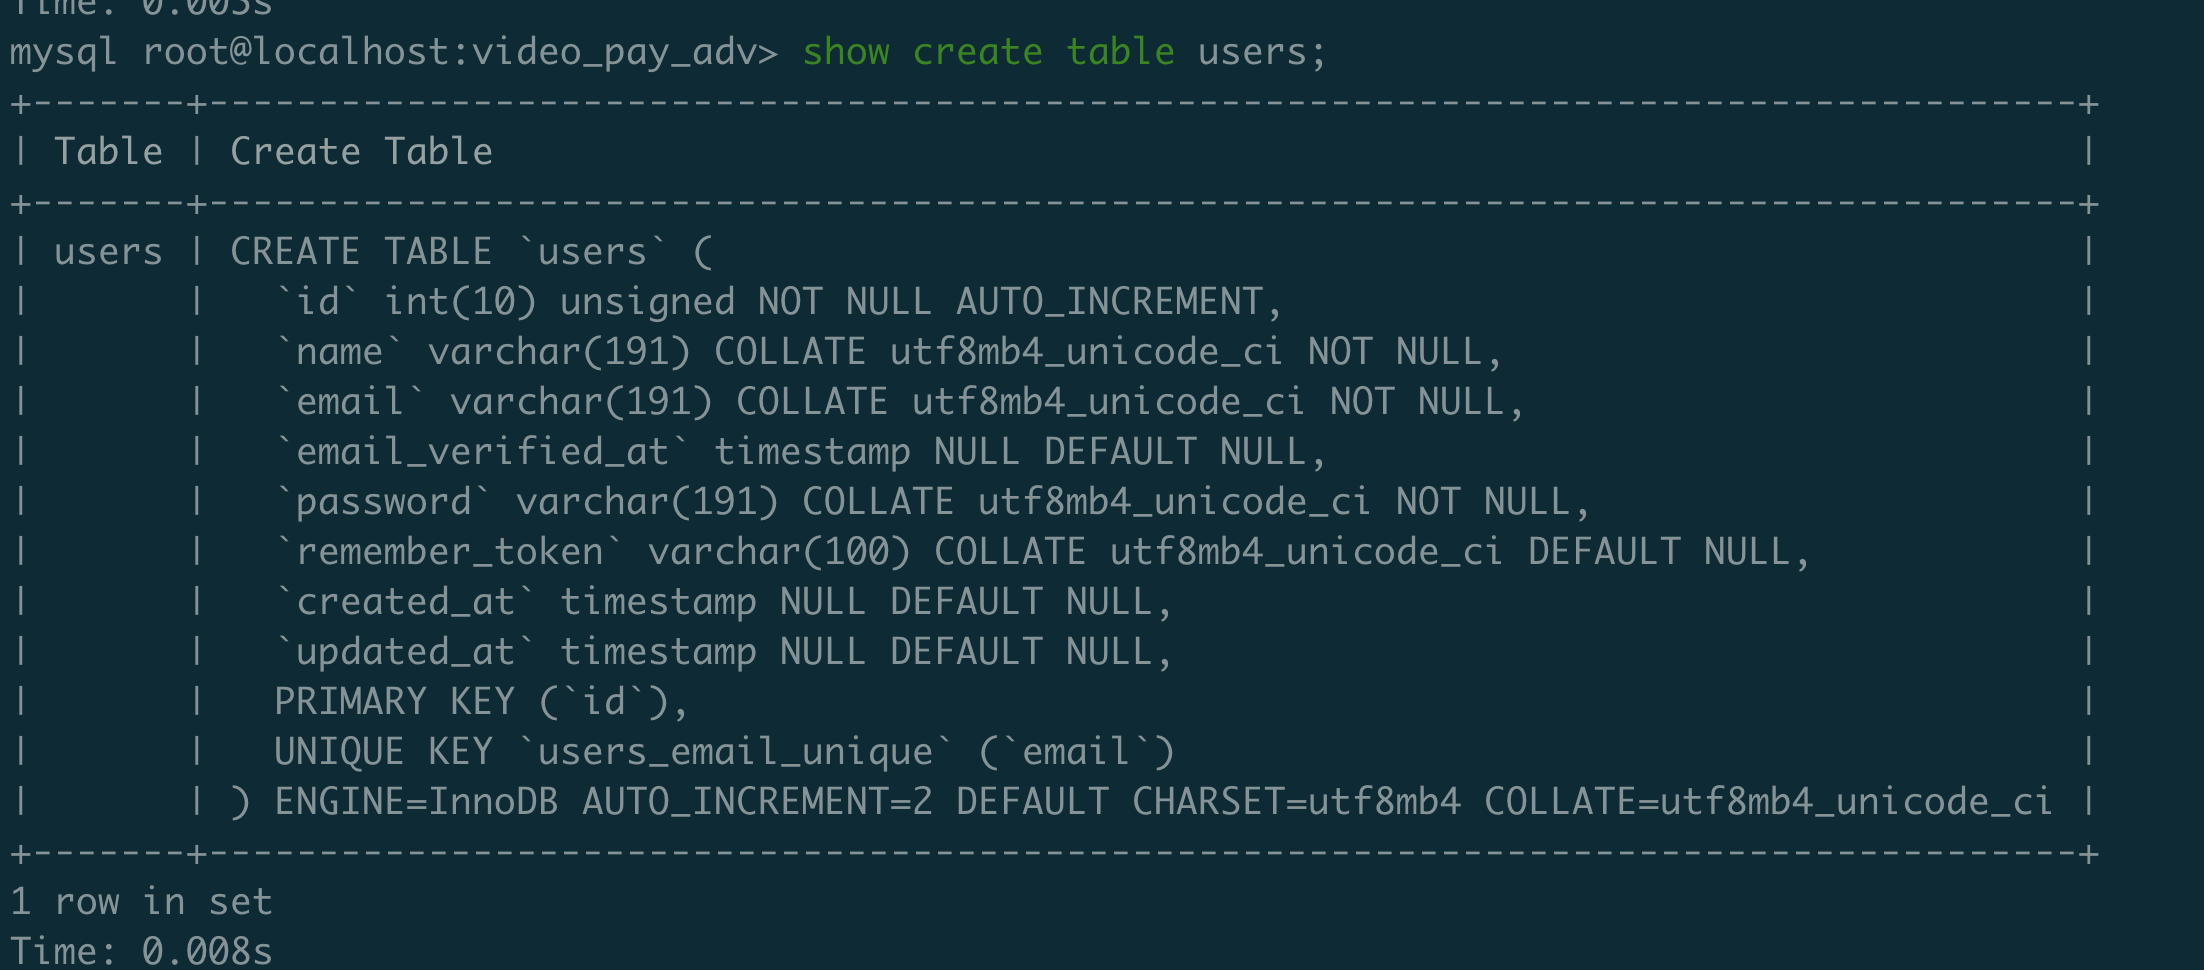 Time: 0.003s
mysql root@localhost:video_pay_adv> show create table users;
+-------+-------------------------------------------------------------------------------------+
| Table | Create Table                                                                        |
+-------+-------------------------------------------------------------------------------------+
| users | CREATE TABLE `users` (                                                              |
|       |   `id` int(10) unsigned NOT NULL AUTO_INCREMENT,                                    |
|       |   `name` varchar(191) COLLATE utf8mb4_unicode_ci NOT NULL,                          |
|       |   `email` varchar(191) COLLATE utf8mb4_unicode_ci NOT NULL,                         |
|       |   `email_verified_at` timestamp NULL DEFAULT NULL,                                  |
|       |   `password` varchar(191) COLLATE utf8mb4_unicode_ci NOT NULL,                      |
|       |   `remember_token` varchar(100) COLLATE utf8mb4_unicode_ci DEFAULT NULL,            |
|       |   `created_at` timestamp NULL DEFAULT NULL,                                         |
|       |   `updated_at` timestamp NULL DEFAULT NULL,                                         |
|       |   PRIMARY KEY (`id`),                                                               |
|       |   UNIQUE KEY `users_email_unique` (`email`)                                         |
|       | ) ENGINE=InnoDB AUTO_INCREMENT=2 DEFAULT CHARSET=utf8mb4 COLLATE=utf8mb4_unicode_ci |
+-------+-------------------------------------------------------------------------------------+
1 row in set
Time: 0.008s